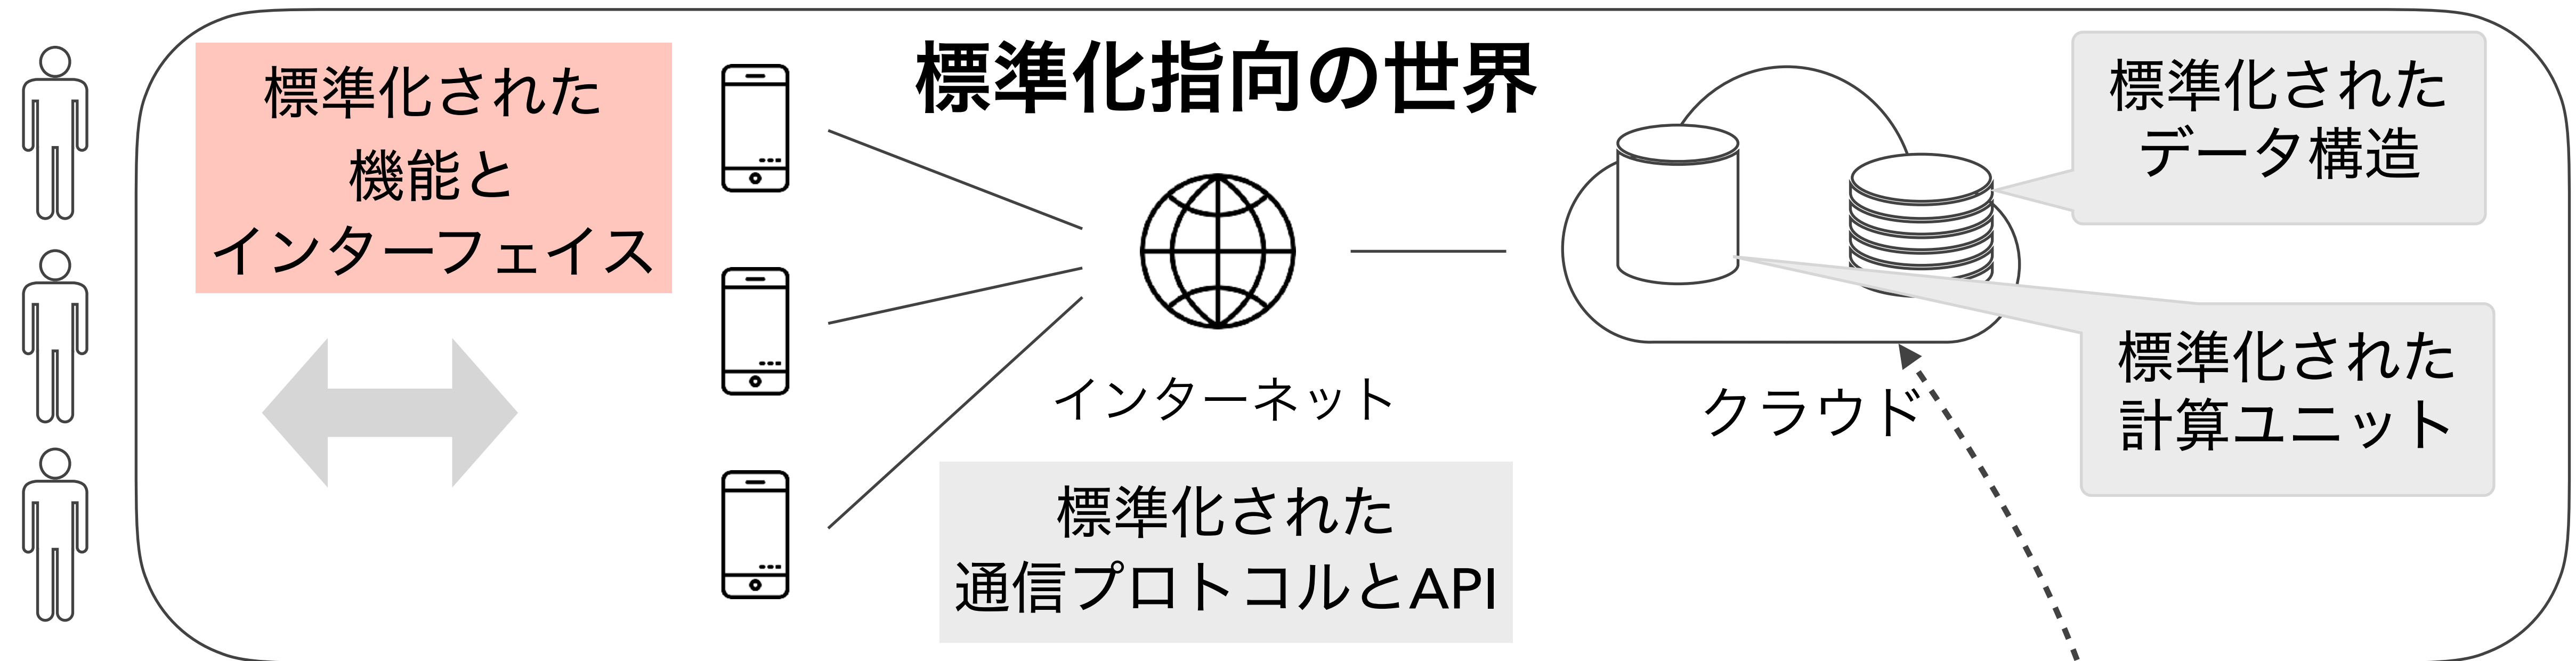 標準化された
機能と
インターフェイス
標準化指向の世界
インターネット
標準化された
通信プロトコルとAPI
クラウド
標準化された
データ構造
標準化された
計算ユニット